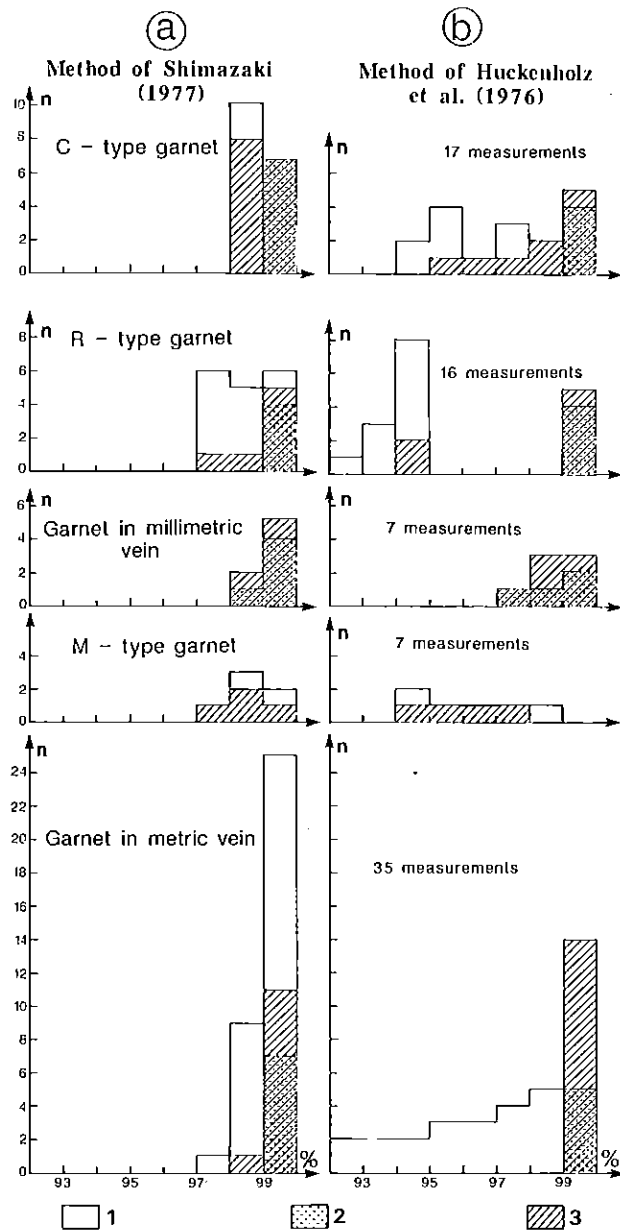 a
Method of Shimazaki
(1977)
b
Method of Huckenholz
et al. (1976)
n
10
8
6
4
2
0
C - type garnet
n
17 measurements
n
8
6
4
2
0
R - type garnet
n
16 measurements
n
6
4
2
0
Garnet in millimetric
vein
n
7 measurements
n
4
2
0
M - type garnet
n
7 measurements
n
24
22
20
18
16
14
12
10
8
6
4
2
0
Garnet in metric vein
n
35 measurements
93 95 97 99 %
93 95 97 99 %
1 2 3